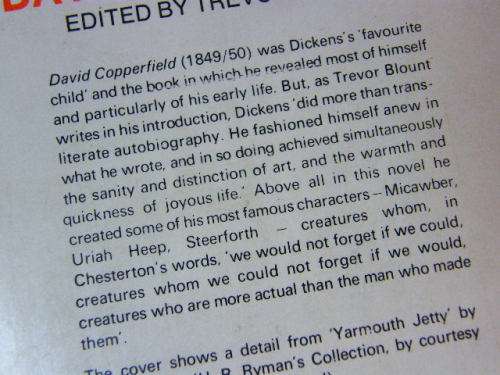 EDITED BY
David Copperfield (1849/50) was Dickens's 'favourite
child' and the book in which he revealed most of himself
and particularly of his early life. But, as Trevor Blount
writes in his introduction, Dickens 'did more than trans-
literate autobiography. He fashioned himself anew in
what he wrote, and in so doing achieved simultaneously
the sanity and distinction of art, and the warmth and
quickness of joyous life.' Above all in this novel he
created some of his most famous characters – Micawber,
Uriah Heep, Steerforth – creatures whom, in
Chesterton's words, 'we would not forget if we could,
creatures whom we could not forget if we would,
creatures who are more actual than the man who made
them'.
The cover shows a detail from 'Yarmouth Jetty' by
Ryman's Collection, by courtesy